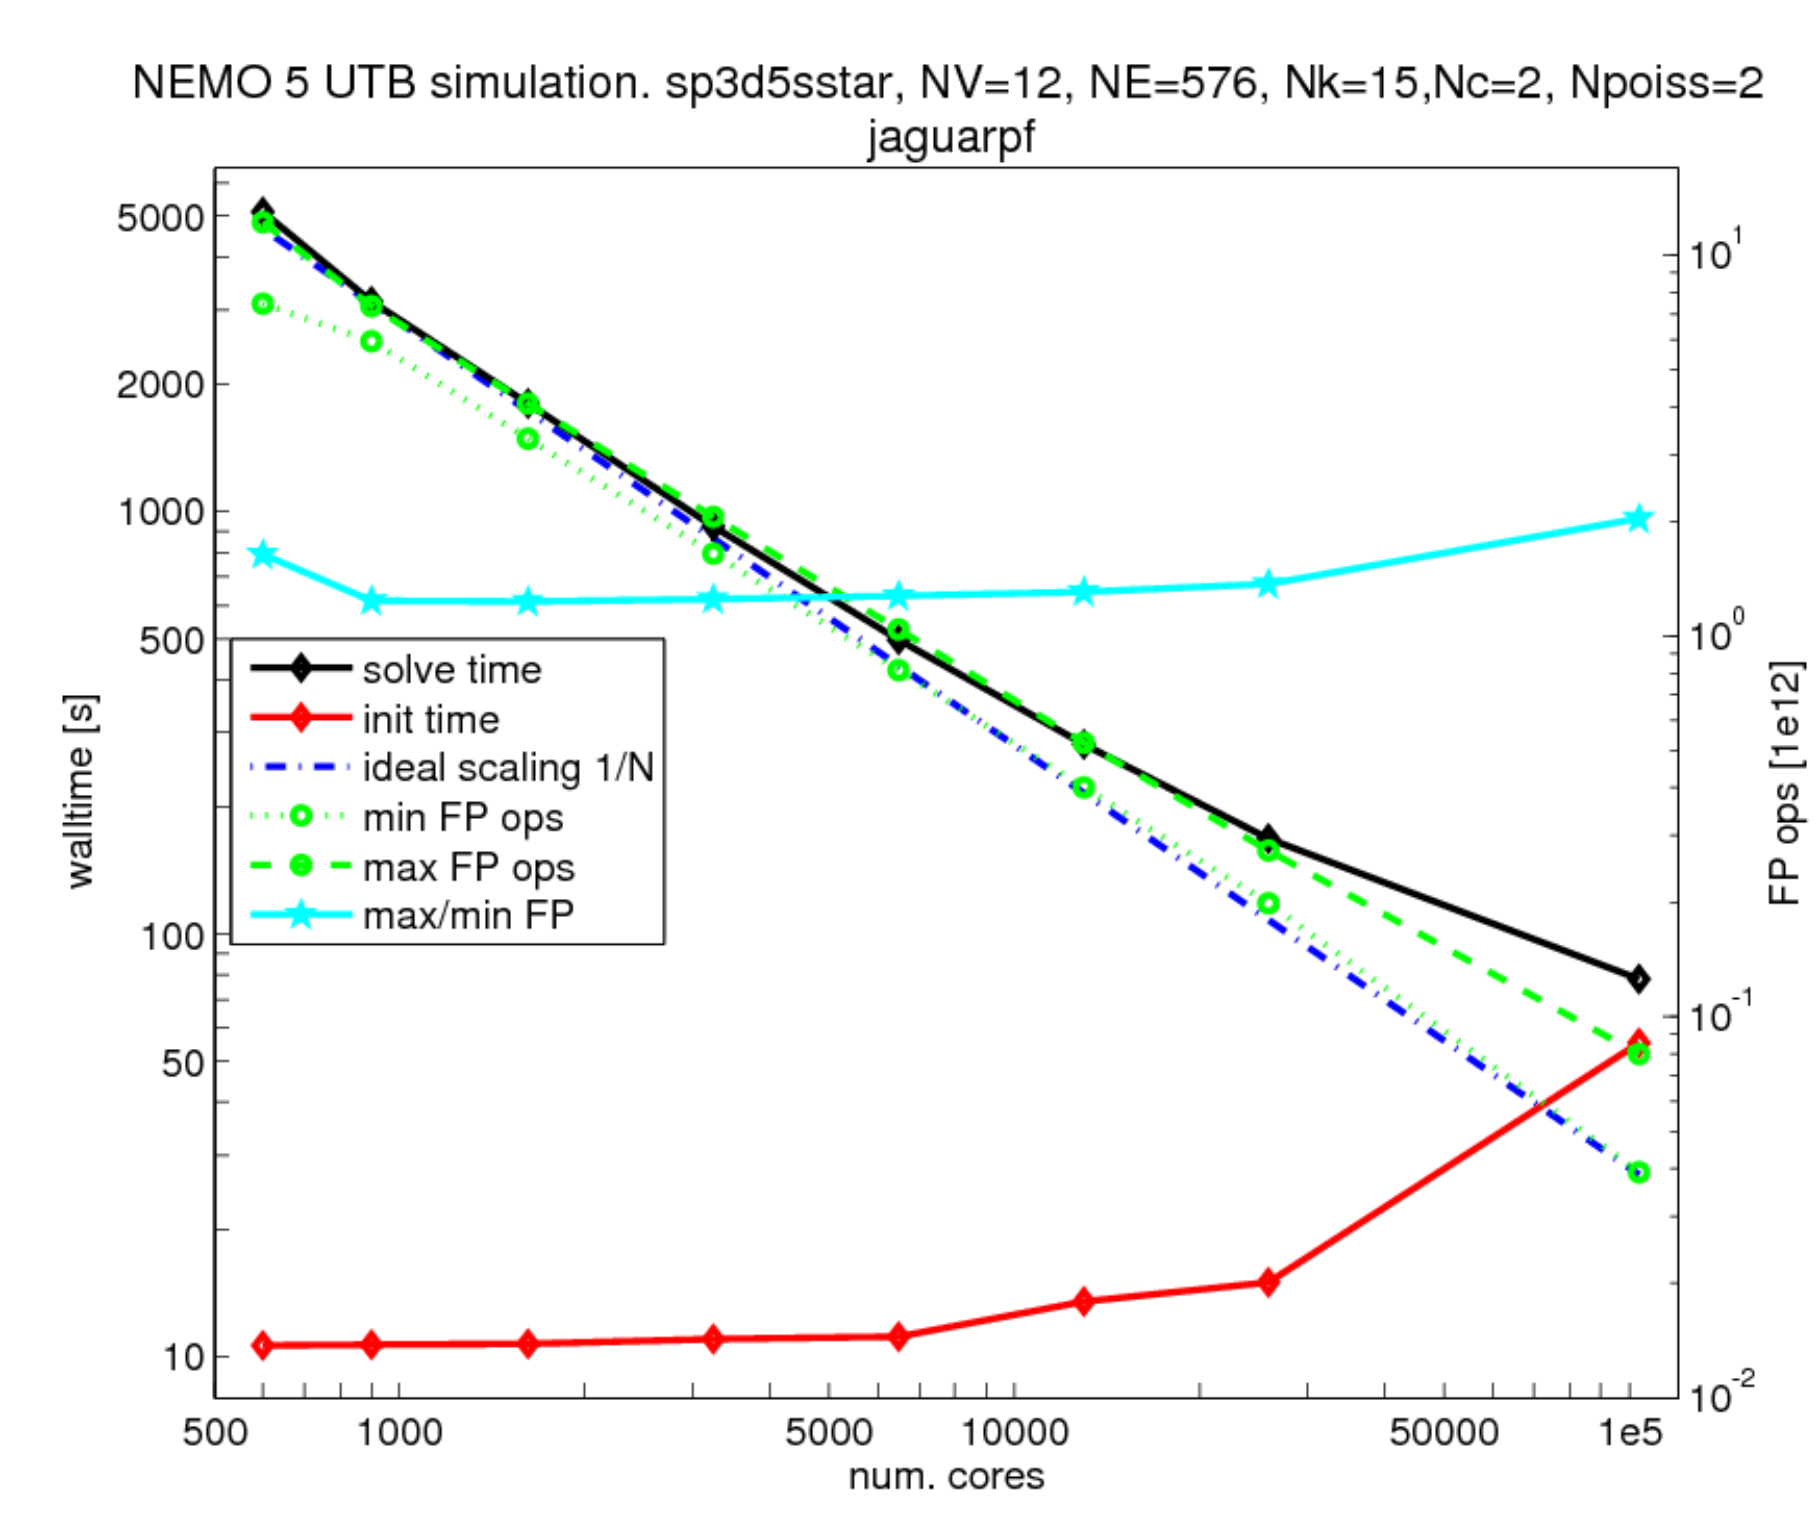 NEMO 5 UTB simulation. sp3d5sstar, NV=12, NE=576, Nk=15,Nc=2, Npoiss=2
jaguarpf
5000
2000
1000
500
100
50
10
walltime [s]
solve time
init time
ideal scaling 1/N
min FP ops
max FP ops
max/min FP
10^1
10^0
10^-1
10^-2
FP ops [1e12]
500
1000
5000
10000
50000
1e5
num. cores